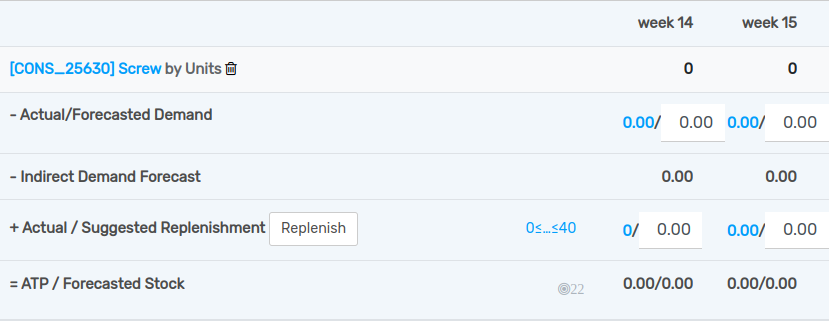 week 14 week 15
[CONS_25630] Screw by Units 0 0
- Actual/Forecasted Demand 0.00/ 0.00 0.00/ 0.00
- Indirect Demand Forecast 0.00 0.00
+ Actual / Suggested Replenishment Replenish 0≤...≤40 0/ 0.00 0.00/ 0.00
= ATP / Forecasted Stock 22 0.00/0.00 0.00/0.00